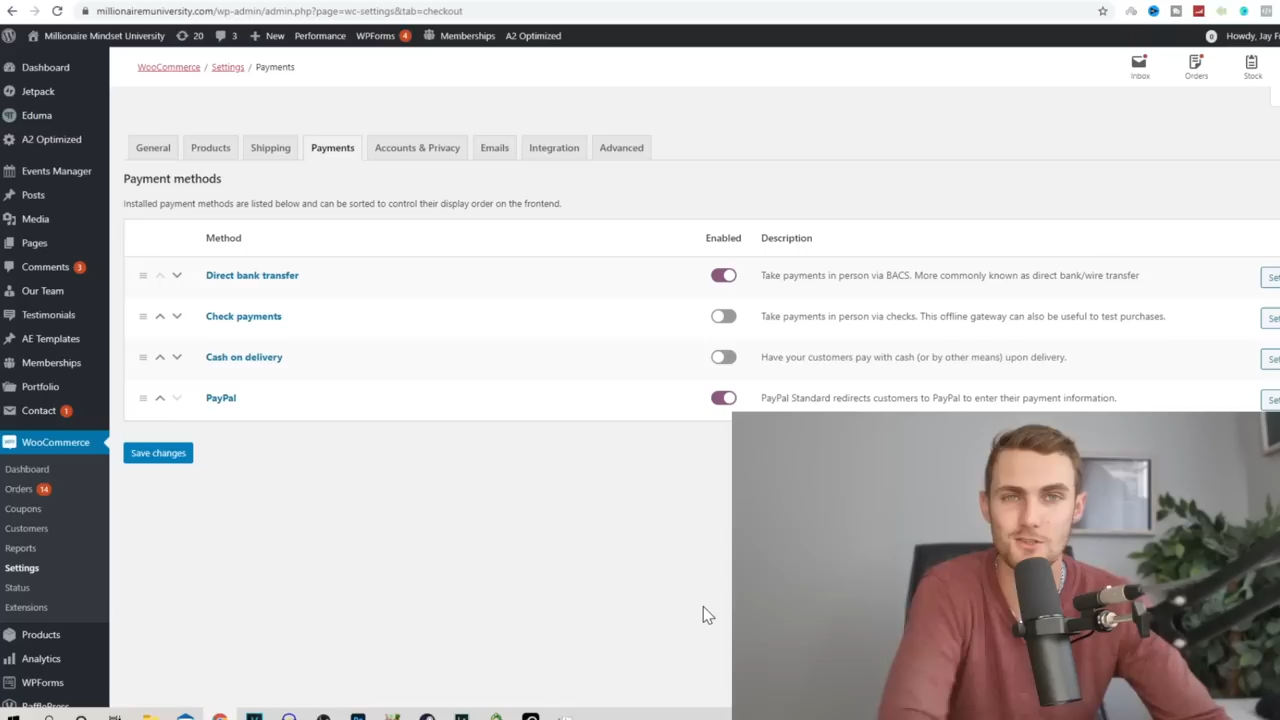 millionairemuniversity.com/wp-admin/admin.php?page=wc-settings&tab=checkout
Millionaire Mindset University 20 3 New Performance WPForms 4 Memberships A2 Optimized Howdy, Jay
Dashboard
Jetpack
Eduma
A2 Optimized
Events Manager
Posts
Media
Pages
Comments 3
Our Team
Testimonials
AE Templates
Memberships
Portfolio
Contact 1
WooCommerce
Dashboard
Orders 14
Coupons
Customers
Reports
Settings
Status
Extensions
Products
Analytics
WPForms
WooCommerce / Settings / Payments
Inbox Orders Stock
General Products Shipping Payments Accounts & Privacy Emails Integration Advanced
Payment methods
Installed payment methods are listed below and can be sorted to control their display order on the frontend.
Method Enabled Description
Direct bank transfer Take payments in person via BACS. More commonly known as direct bank/wire transfer
Check payments Take payments in person via checks. This offline gateway can also be useful to test purchases.
Cash on delivery Have your customers pay with cash (or by other means) upon delivery.
PayPal PayPal Standard redirects customers to PayPal to enter their payment information.
Save changes